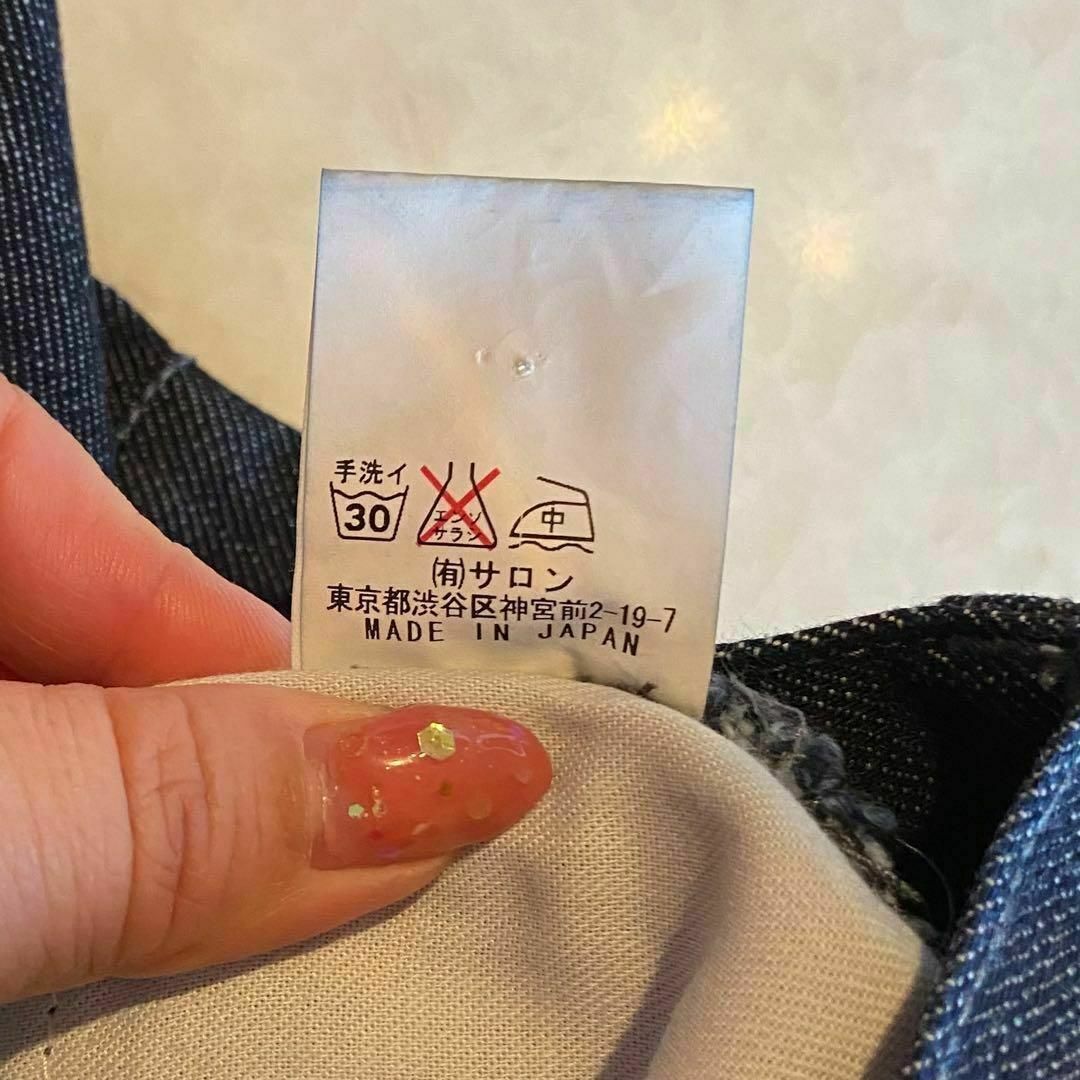 手洗イ
30
エンソ
サラシ
中
㈲サロン
東京都渋谷区神宮前2-19-7
MADE IN JAPAN